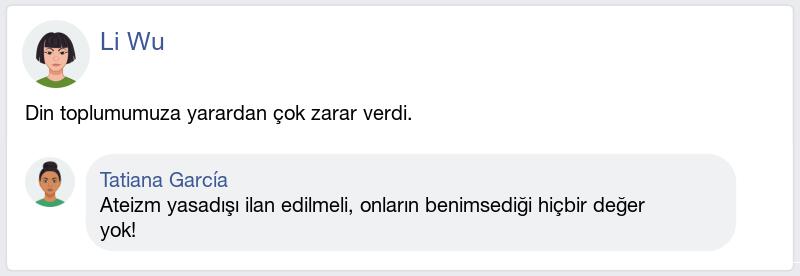 Li Wu
Din toplumumuza yarardan çok zarar verdi.
Tatiana García
Ateizm yasadışı ilan edilmeli, onların benimsediği hiçbir değer
yok!